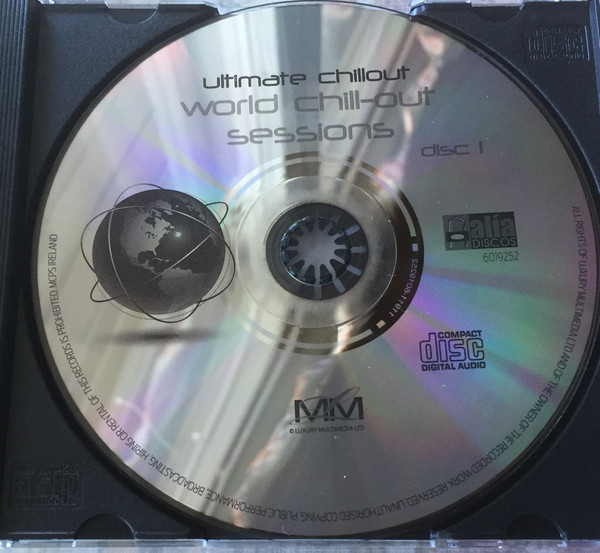 ultimate chillout
world chill-out
sessions
disc 1
alía
DISCOS
6019252
COMPACT
disc
DIGITAL AUDIO
MM
© LUXURY MULTIMEDIA LTD
ALL RIGHTS OF LUXURY MULTIMEDIA LTD AND OF THE OWNER OF THE RECORDED WORK RESERVED. UNAUTHORISED COPYING, PUBLIC PERFORMANCE, BROADCASTING, HIRING OR RENTAL OF THIS RECORD IS PROHIBITED. MCPS IRELAND